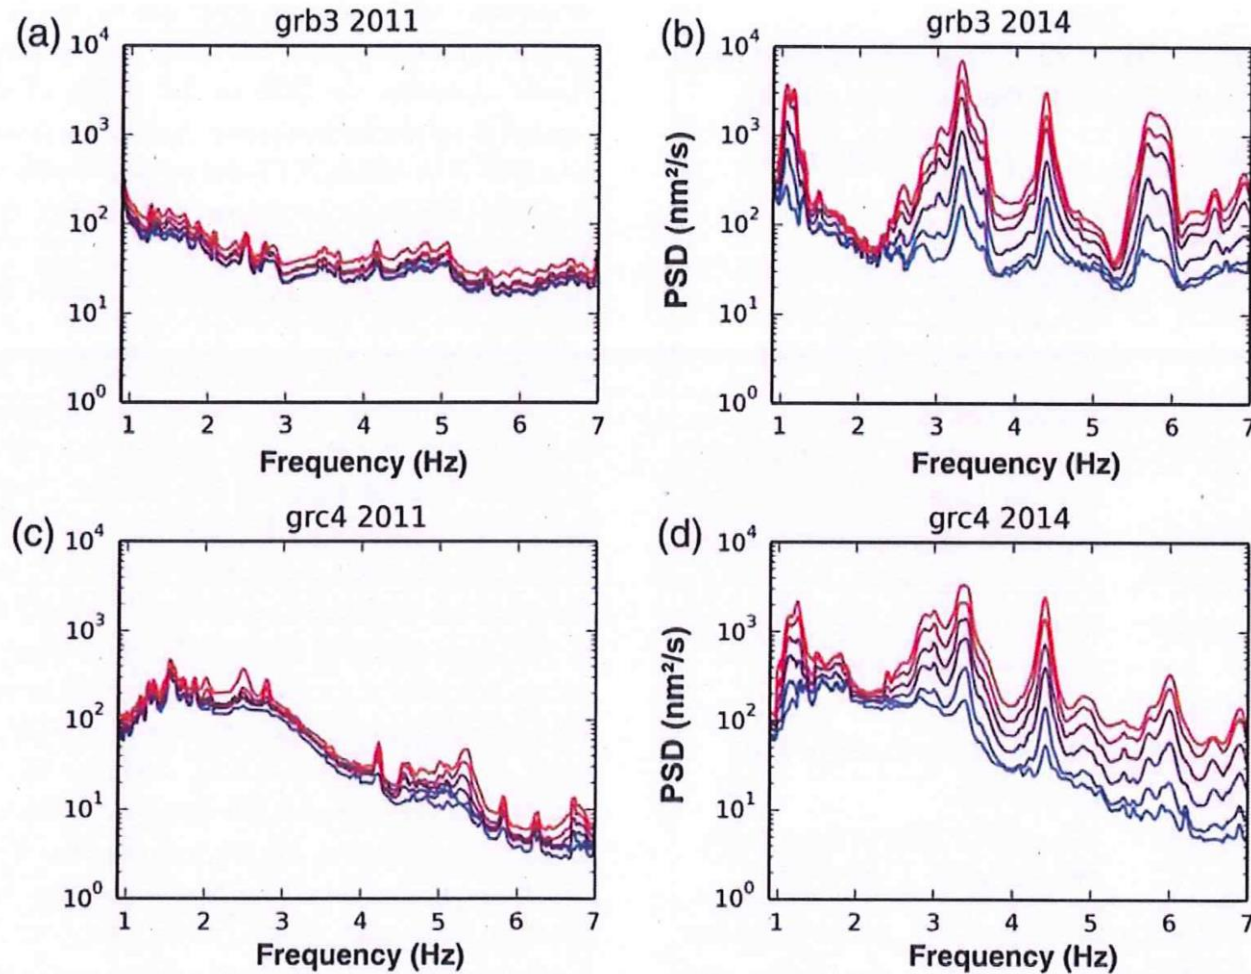 (a) grb3 2011
10⁴
10³
10²
10¹
10⁰
1 2 3 4 5 6 7
Frequency (Hz)
(b) grb3 2014
PSD (nm²/s)
10⁴
10³
10²
10¹
10⁰
1 2 3 4 5 6 7
Frequency (Hz)
(c) grc4 2011
10⁴
10³
10²
10¹
10⁰
1 2 3 4 5 6 7
Frequency (Hz)
(d) grc4 2014
PSD (nm²/s)
10⁴
10³
10²
10¹
10⁰
1 2 3 4 5 6 7
Frequency (Hz)